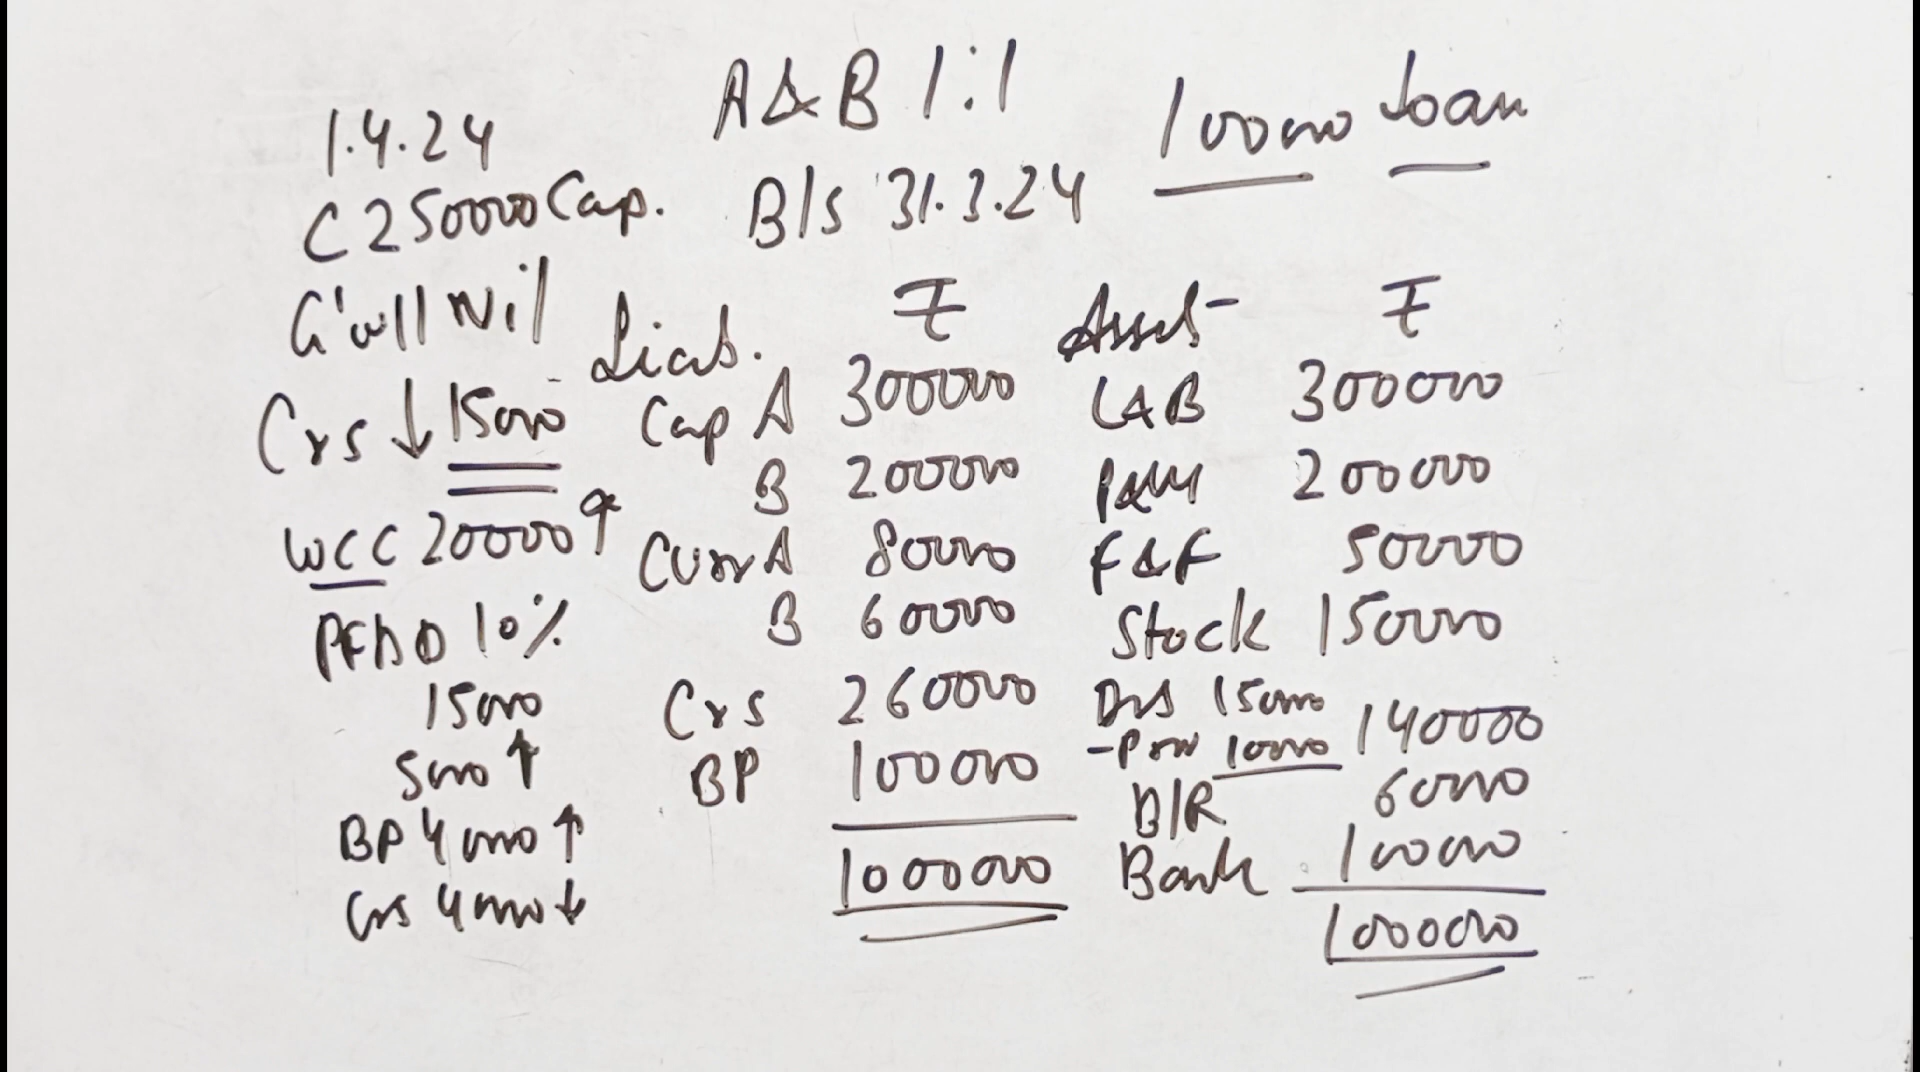 A & B 1:1
100000 Loan
1.4.24
C 250000 Cap.
B/s 31.3.24
G'will Nil
Liab. ₹ Asset ₹
Crs ↓ 15000
Cap A 300000 L&B 300000
B 200000 P&M 200000
WCC 20000 ↑
Curr A 80000 F&F 50000
PFDD 10%
B 60000 Stock 150000
15000
Crs 260000 Drs 150000
-Prov 10000 140000
5000 ↑
BP 100000 B/R 60000
BP 4000 ↑
1000000 Bank 100000
Crs 4000 ↓
1000000